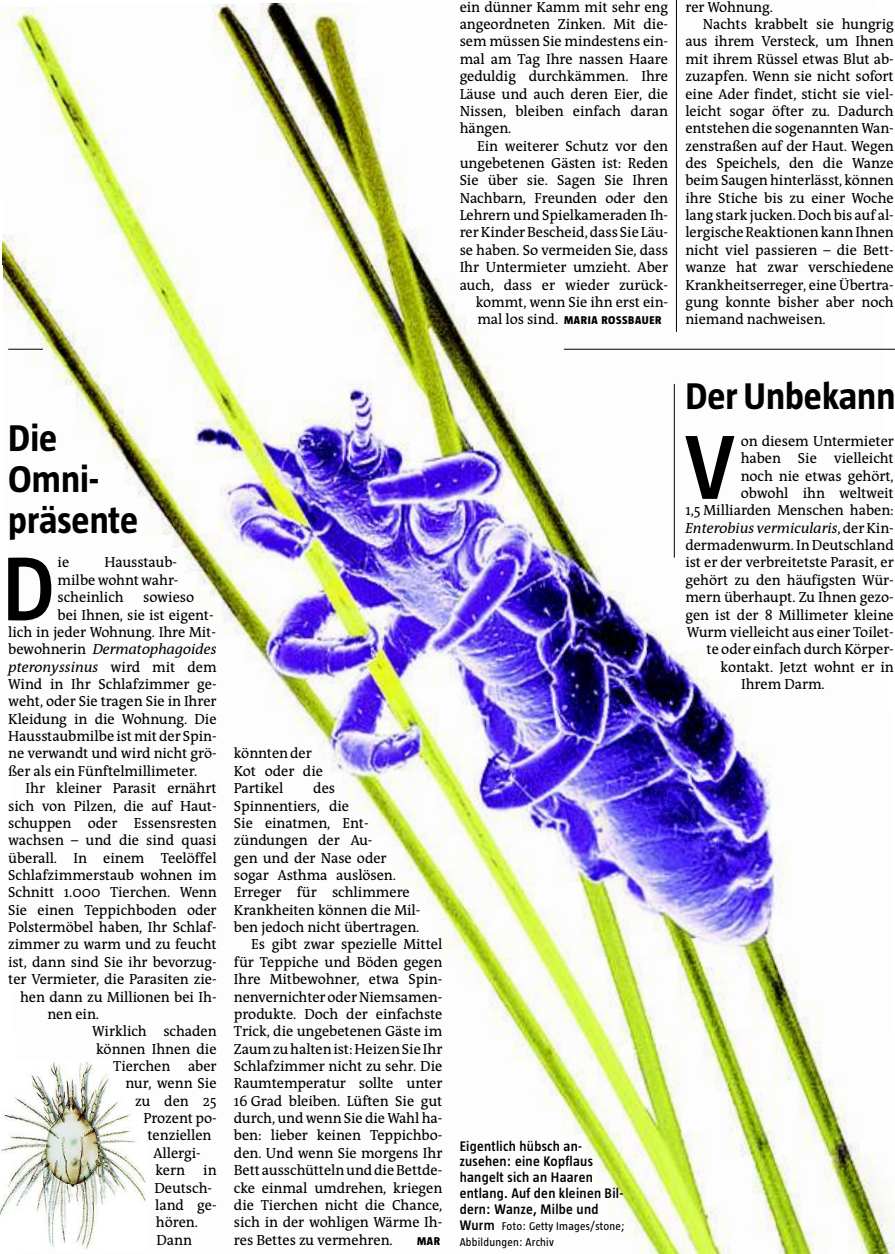 ein dünner Kamm mit sehr eng
angeordneten Zinken. Mit die-
sem müssen Sie mindestens ein-
mal am Tag Ihre nassen Haare
geduldig durchkämmen. Ihre
Läuse und auch deren Eier, die
Nissen, bleiben einfach daran
hängen.
Ein weiterer Schutz vor den
ungebetenen Gästen ist: Reden
Sie über sie. Sagen Sie Ihren
Nachbarn, Freunden oder den
Lehrern und Spielkameraden Ih-
rer Kinder Bescheid, dass Sie Läu-
se haben. So vermeiden Sie, dass
Ihr Untermieter umzieht. Aber
auch, dass er wieder zurück-
kommt, wenn Sie ihn erst ein-
mal los sind. MARIA ROSSBAUER
rer Wohnung.
Nachts krabbelt sie hungrig
aus ihrem Versteck, um Ihnen
mit ihrem Rüssel etwas Blut ab-
zuzapfen. Wenn sie nicht sofort
eine Ader findet, sticht sie viel-
leicht sogar öfter zu. Dadurch
entstehen die sogenannten Wan-
zenstraßen auf der Haut. Wegen
des Speichels, den die Wanze
beim Saugen hinterlässt, können
ihre Stiche bis zu einer Woche
lang stark jucken. Doch bis auf al-
lergische Reaktionen kann Ihnen
nicht viel passieren – die Bett-
wanze hat zwar verschiedene
Krankheitserreger, eine Übertra-
gung konnte bisher aber noch
niemand nachweisen.
Die
Omni-
präsente
Die Hausstaub-
milbe wohnt wahr-
scheinlich sowieso
bei Ihnen, sie ist eigent-
lich in jeder Wohnung. Ihre Mit-
bewohnerin Dermatophagoides
pteronyssinus wird mit dem
Wind in Ihr Schlafzimmer ge-
weht, oder Sie tragen Sie in Ihrer
Kleidung in die Wohnung. Die
Hausstaubmilbe ist mit der Spin-
ne verwandt und wird nicht grö-
ßer als ein Fünftelmillimeter.
Ihr kleiner Parasit ernährt
sich von Pilzen, die auf Haut-
schuppen oder Essensresten
wachsen – und die sind quasi
überall. In einem Teelöffel
Schlafzimmerstaub wohnen im
Schnitt 1.000 Tierchen. Wenn
Sie einen Teppichboden oder
Polstermöbel haben, Ihr Schlaf-
zimmer zu warm und zu feucht
ist, dann sind Sie ihr bevorzug-
ter Vermieter, die Parasiten zie-
hen dann zu Millionen bei Ih-
nen ein.
Wirklich schaden
können Ihnen die
Tierchen aber
nur, wenn Sie
zu den 25
Prozent po-
tenziellen
Allergi-
kern in
Deutsch-
land ge-
hören.
Dann
könnten der
Kot oder die
Partikel des
Spinnentiers, die
Sie einatmen, Ent-
zündungen der Au-
gen und der Nase oder
sogar Asthma auslösen.
Erreger für schlimmere
Krankheiten können die Mil-
ben jedoch nicht übertragen.
Es gibt zwar spezielle Mittel
für Teppiche und Böden gegen
Ihre Mitbewohner, etwa Spin-
nenvernichter oder Niemsamen-
produkte. Doch der einfachste
Trick, die ungebetenen Gäste im
Zaum zu halten ist: Heizen Sie Ihr
Schlafzimmer nicht zu sehr. Die
Raumtemperatur sollte unter
16 Grad bleiben. Lüften Sie gut
durch, und wenn Sie die Wahl ha-
ben: lieber keinen Teppichbo-
den. Und wenn Sie morgens Ihr
Bett ausschütteln und die Bettde-
cke einmal umdrehen, kriegen
die Tierchen nicht die Chance,
sich in der wohligen Wärme Ih-
res Bettes zu vermehren. MAR
Eigentlich hübsch an-
zusehen: eine Kopflaus
hangelt sich an Haaren
entlang. Auf den kleinen Bil-
dern: Wanze, Milbe und
Wurm Foto: Getty Images/stone;
Abbildungen: Archiv
Der Unbekann
Von diesem Untermieter
haben Sie vielleicht
noch nie etwas gehört,
obwohl ihn weltweit
1,5 Milliarden Menschen haben:
Enterobius vermicularis, der Kin-
dermadenwurm. In Deutschland
ist er der verbreitetste Parasit, er
gehört zu den häufigsten Wür-
mern überhaupt. Zu Ihnen gezo-
gen ist der 8 Millimeter kleine
Wurm vielleicht aus einer Toilet-
te oder einfach durch Körper-
kontakt. Jetzt wohnt er in
Ihrem Darm.